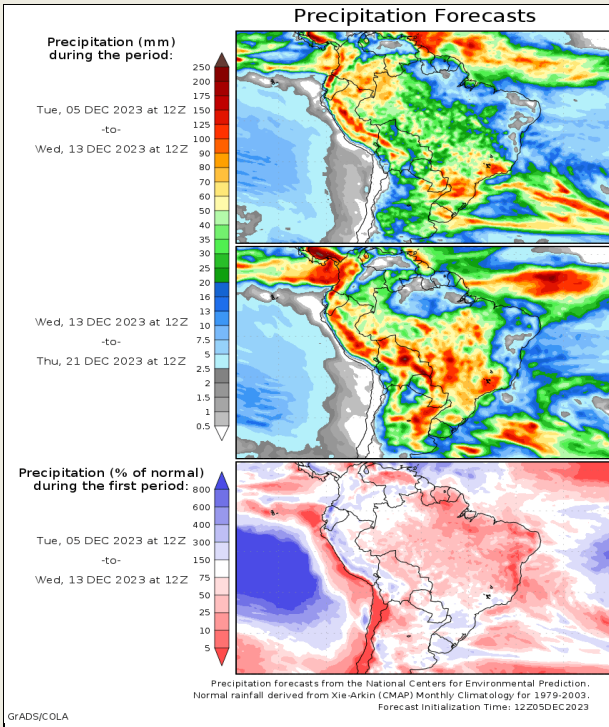 Precipitation Forecasts
Precipitation (mm)
during the period:
Tue, 05 DEC 2023 at 12Z
-to-
Wed, 13 DEC 2023 at 12Z
250
200
175
150
125
100
90
80
70
60
50
40
35
30
25
20
16
13
10
7.5
5
2.5
2
1.5
1
0.5
Wed, 13 DEC 2023 at 12Z
-to-
Thu, 21 DEC 2023 at 12Z
Precipitation (% of normal)
during the first period:
Tue, 05 DEC 2023 at 12Z
-to-
Wed, 13 DEC 2023 at 12Z
800
600
400
300
150
75
50
25
10
5
Precipitation forecasts from the National Centers for Environmental Prediction.
Normal rainfall derived from Xie-Arkin (CMAP) Monthly Climatology for 1979-2003.
Forecast Initialization Time: 12Z05DEC2023
GrADS/COLA